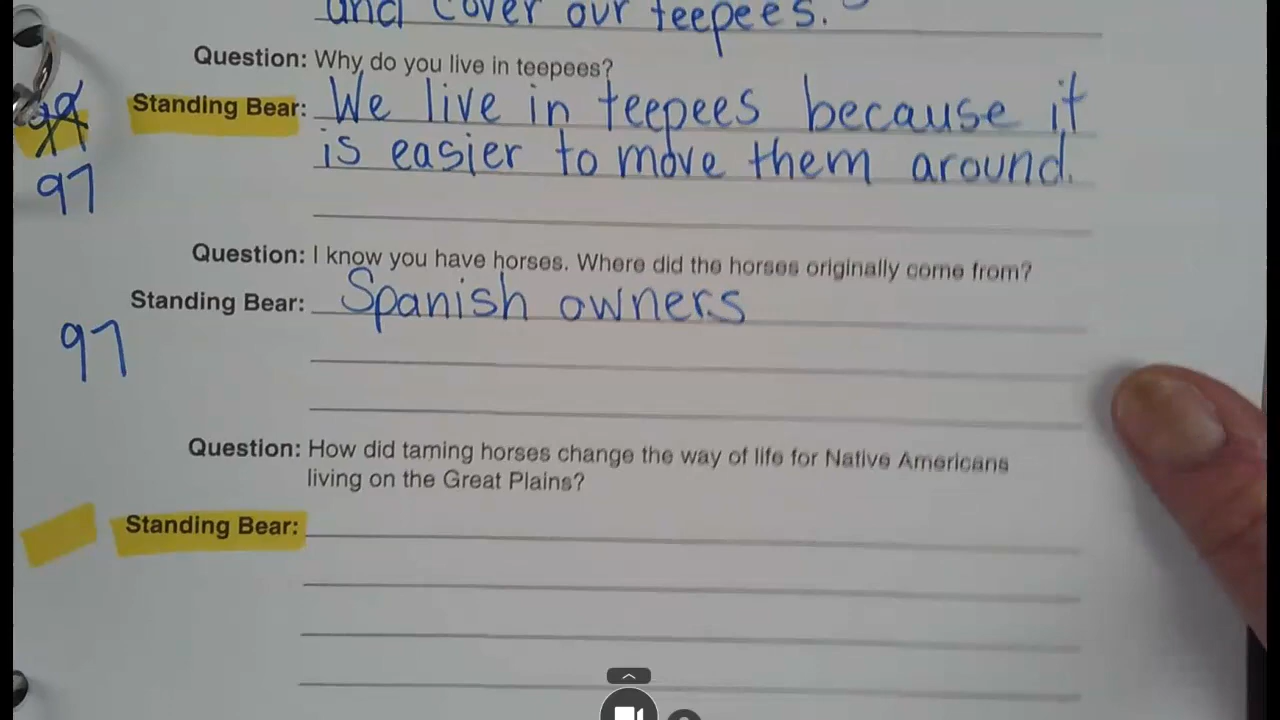 and cover our teepees.
Question: Why do you live in teepees?
Standing Bear: We live in teepees because it
is easier to move them around.
97
Question: I know you have horses. Where did the horses originally come from?
Standing Bear: Spanish owners
97
Question: How did taming horses change the way of life for Native Americans
living on the Great Plains?
Standing Bear: